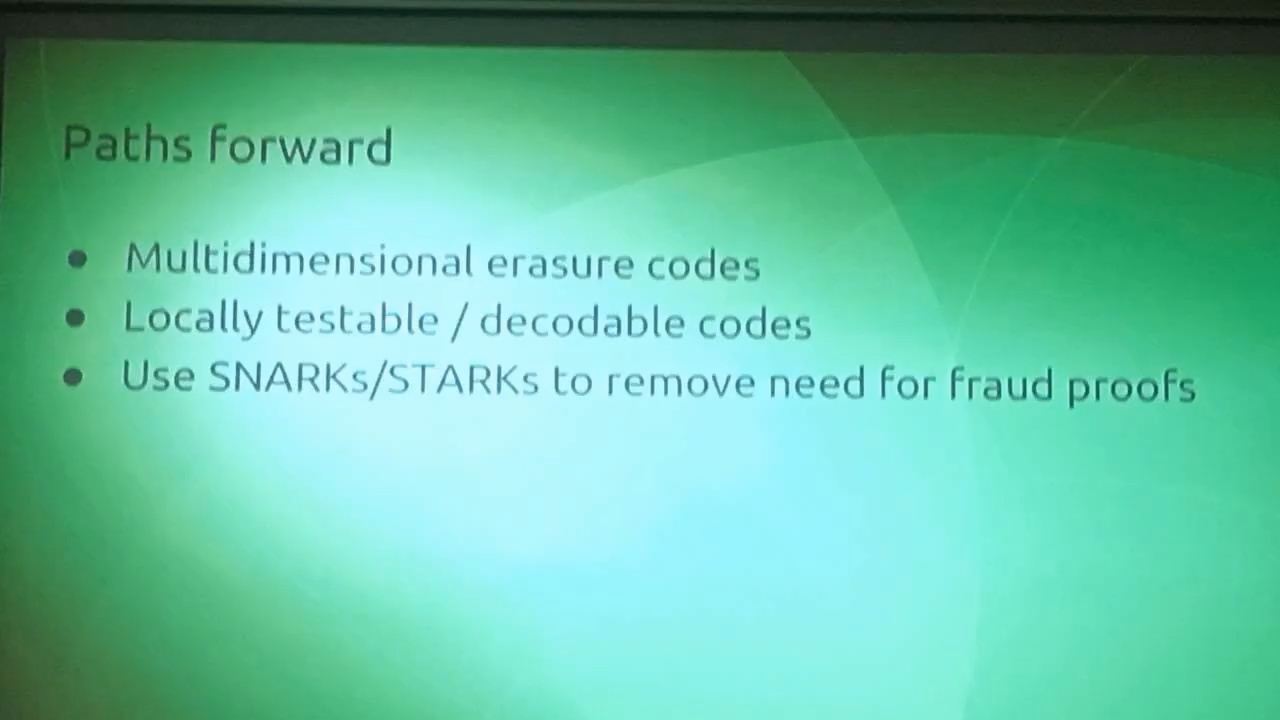 Paths forward
● Multidimensional erasure codes
● Locally testable / decodable codes
● Use SNARKs/STARKs to remove need for fraud proofs